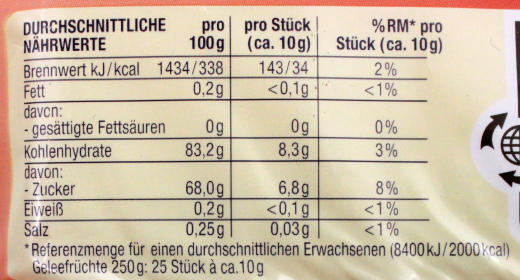 DURCHSCHNITTLICHE pro pro Stück %RM* pro
NÄHRWERTE 100g (ca. 10g) Stück (ca. 10g)
Brennwert kJ/kcal 1434/338 143/34 2%
Fett 0,2g <0,1g <1%
davon:
- gesättigte Fettsäuren 0g 0g 0%
Kohlenhydrate 83,2g 8,3g 3%
davon:
- Zucker 68,0g 6,8g 8%
Eiweiß 0,2g <0,1g <1%
Salz 0,25g 0,03g <1%
*Referenzmenge für einen durchschnittlichen Erwachsenen (8400kJ/2000kcal)
Geleefrüchte 250g: 25 Stück à ca.10g